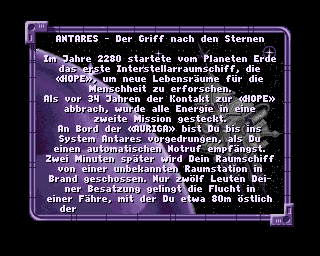 ANTARES - Der Griff nach den Sternen
Im Jahre 2280 startete vom Planeten Erde
das erste Interstellarraumschiff, die
«HOPE», um neue Lebensräume für die
Menschheit zu erforschen.
Als vor 34 Jahren der Kontakt zur «HOPE»
abbrach, wurde alle Energie in eine
zweite Mission gesteckt.
An Bord der «AURIGA» bist Du bis ins
System Antares vorgedrungen, als Du
einen automatischen Notruf empfängst.
Zwei Minuten später wird Dein Raumschiff
von einer unbekannten Raumstation in
Brand geschossen. Nur zwölf Leuten Dei-
ner Besatzung gelingt die Flucht in
einer Fähre, mit der Du etwa 80m östlich
der